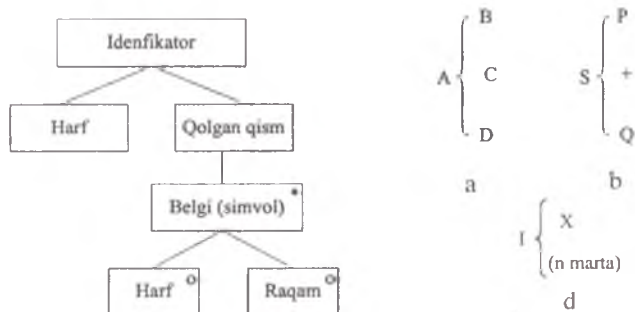 Idenfikator
Harf
Qolgan qism
Belgi (simvol) *
Harf o
Raqam o
A { B
C
D
a
S { P
+
Q
b
I { X
(n marta)
d